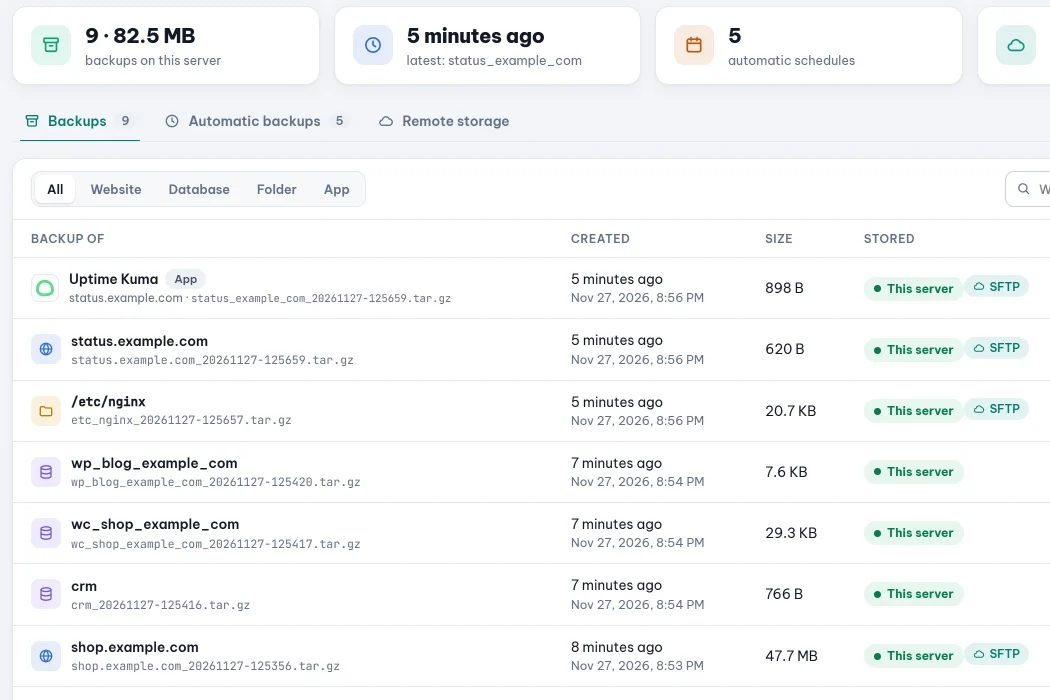 9 · 82.5 MB
backups on this server
5 minutes ago
latest: status_example_com
5
automatic schedules
Backups 9
Automatic backups 5
Remote storage
All Website Database Folder App
BACKUP OF CREATED SIZE STORED
Uptime Kuma App
status.example.com · status_example_com_20261127-125659.tar.gz
5 minutes ago
Nov 27, 2026, 8:56 PM
898 B
This server SFTP
status.example.com
status.example.com_20261127-125659.tar.gz
5 minutes ago
Nov 27, 2026, 8:56 PM
620 B
This server SFTP
/etc/nginx
etc_nginx_20261127-125657.tar.gz
5 minutes ago
Nov 27, 2026, 8:56 PM
20.7 KB
This server SFTP
wp_blog_example_com
wp_blog_example_com_20261127-125420.tar.gz
7 minutes ago
Nov 27, 2026, 8:54 PM
7.6 KB
This server
wc_shop_example_com
wc_shop_example_com_20261127-125417.tar.gz
7 minutes ago
Nov 27, 2026, 8:54 PM
29.3 KB
This server
crm
crm_20261127-125416.tar.gz
7 minutes ago
Nov 27, 2026, 8:54 PM
766 B
This server
shop.example.com
shop.example.com_20261127-125356.tar.gz
8 minutes ago
Nov 27, 2026, 8:53 PM
47.7 MB
This server SFTP